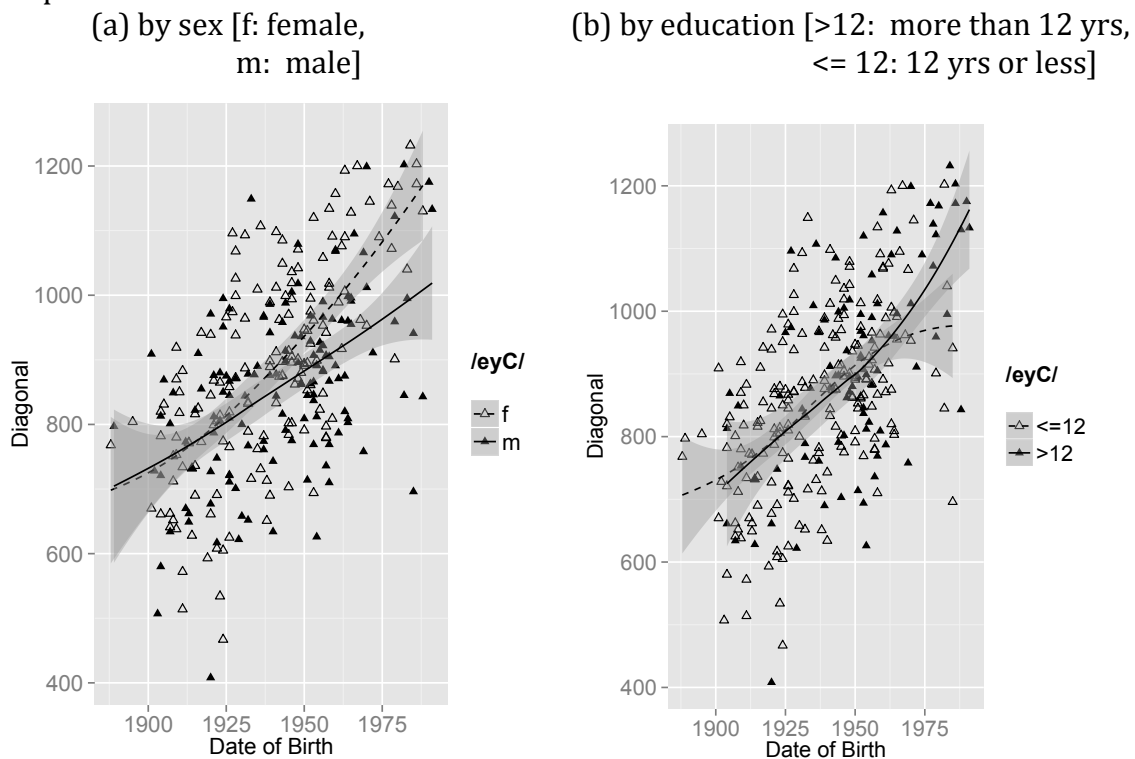 (a) by sex [f: female,
m: male]
(b) by education [>12: more than 12 yrs,
<= 12: 12 yrs or less]
1200
1000
800
600
400
Diagonal
1900
1925
1950
1975
Date of Birth
/eyC/
f
m
1200
1000
800
600
400
Diagonal
1900
1925
1950
1975
Date of Birth
/eyC/
<=12
>12